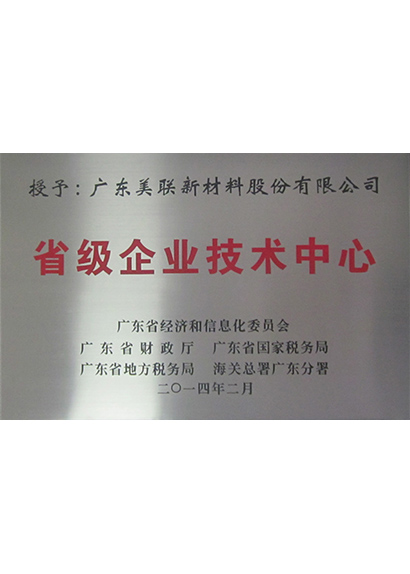 授予：广东美联新材料股份有限公司
省级企业技术中心
广东省经济和信息化委员会
广东省财政厅 广东省国家税务局
广东省地方税务局 海关总署广东分署
二〇一四年二月